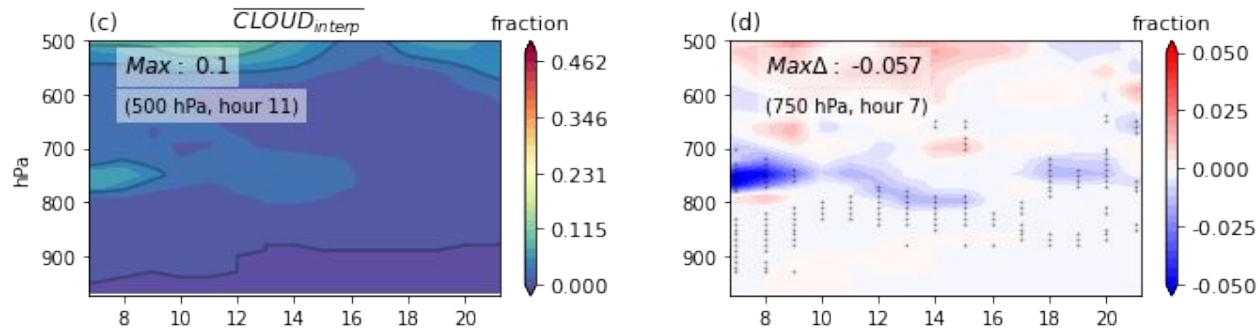 (c)
CLOUD_interp
fraction
500
600
700
800
900
hPa
Max : 0.1
(500 hPa, hour 11)
8 10 12 14 16 18 20
0.462
0.346
0.231
0.115
0.000
(d)
fraction
500
600
700
800
900
MaxΔ : -0.057
(750 hPa, hour 7)
8 10 12 14 16 18 20
0.050
0.025
0.000
-0.025
-0.050